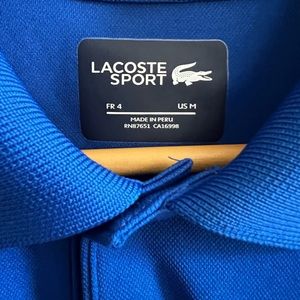 LACOSTE
SPORT
FR 4 US M
MADE IN PERU
RN87651 CA16998